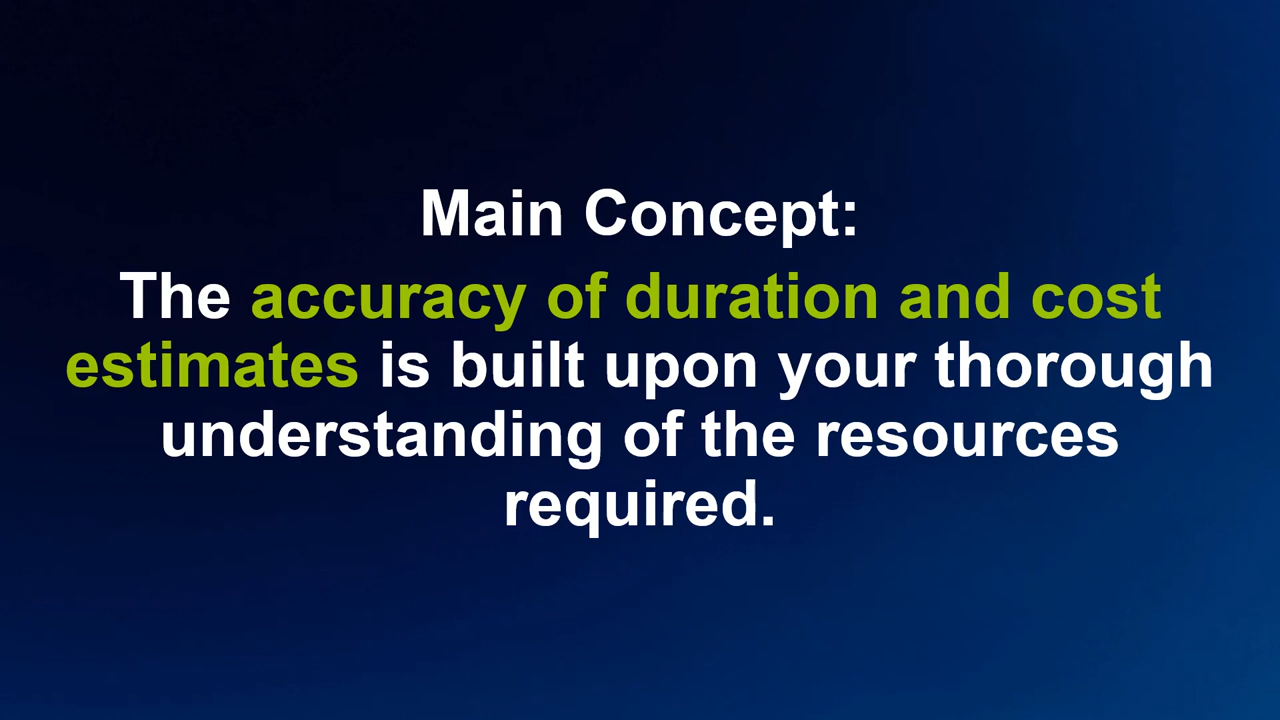 Main Concept:
The accuracy of duration and cost
estimates is built upon your thorough
understanding of the resources
required.